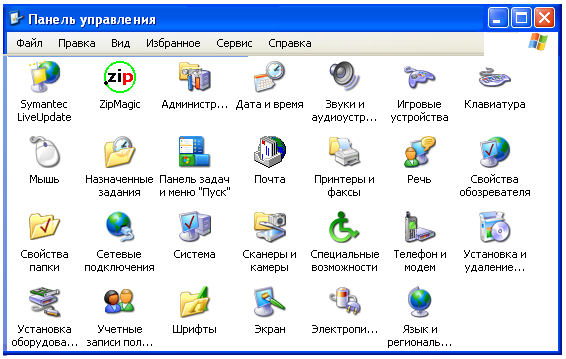 Панель управления
Файл Правка Вид Избранное Сервис Справка
.zip
Symantec LiveUpdate
ZipMagic
Администр...
Дата и время
Звуки и аудиоустр...
Игровые устройства
Клавиатура
Мышь
Назначенные задания
Панель задач и меню "Пуск"
Почта
Принтеры и факсы
Речь
Свойства обозревателя
Свойства папки
Сетевые подключения
Система
Сканеры и камеры
Специальные возможности
Телефон и модем
Установка и удаление...
Установка оборудова...
Учетные записи пол...
Шрифты
Экран
Электропи...
Язык и региональ...